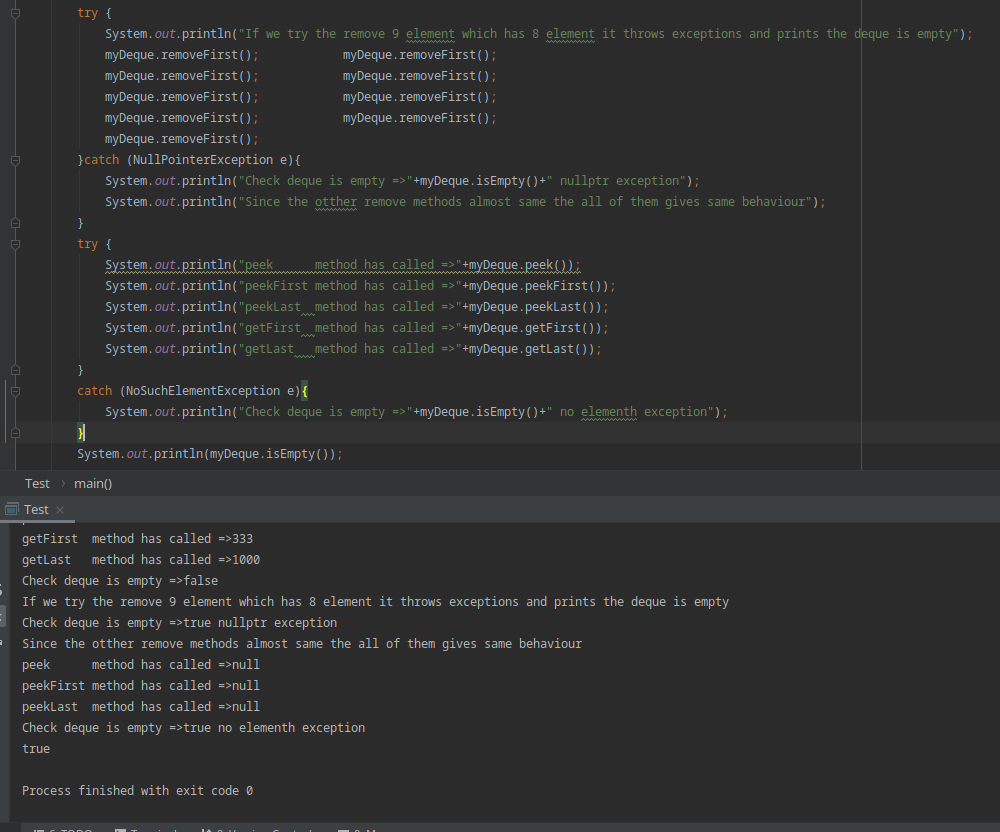 try {
System.out.println("If we try the remove 9 element which has 8 element it throws exceptions and prints the deque is empty");
myDeque.removeFirst();            myDeque.removeFirst();
myDeque.removeFirst();            myDeque.removeFirst();
myDeque.removeFirst();            myDeque.removeFirst();
myDeque.removeFirst();            myDeque.removeFirst();
myDeque.removeFirst();
}catch (NullPointerException e){
System.out.println("Check deque is empty =>"+myDeque.isEmpty()+" nullptr exception");
System.out.println("Since the otther remove methods almost same the all of them gives same behaviour");
}
try {
System.out.println("peek      method has called =>"+myDeque.peek());
System.out.println("peekFirst method has called =>"+myDeque.peekFirst());
System.out.println("peekLast  method has called =>"+myDeque.peekLast());
System.out.println("getFirst  method has called =>"+myDeque.getFirst());
System.out.println("getLast   method has called =>"+myDeque.getLast());
}
catch (NoSuchElementException e){
System.out.println("Check deque is empty =>"+myDeque.isEmpty()+" no elementh exception");
}
System.out.println(myDeque.isEmpty());
Test › main()
Test ×
getFirst  method has called =>333
getLast   method has called =>1000
Check deque is empty =>false
If we try the remove 9 element which has 8 element it throws exceptions and prints the deque is empty
Check deque is empty =>true nullptr exception
Since the otther remove methods almost same the all of them gives same behaviour
peek      method has called =>null
peekFirst method has called =>null
peekLast  method has called =>null
Check deque is empty =>true no elementh exception
true
Process finished with exit code 0